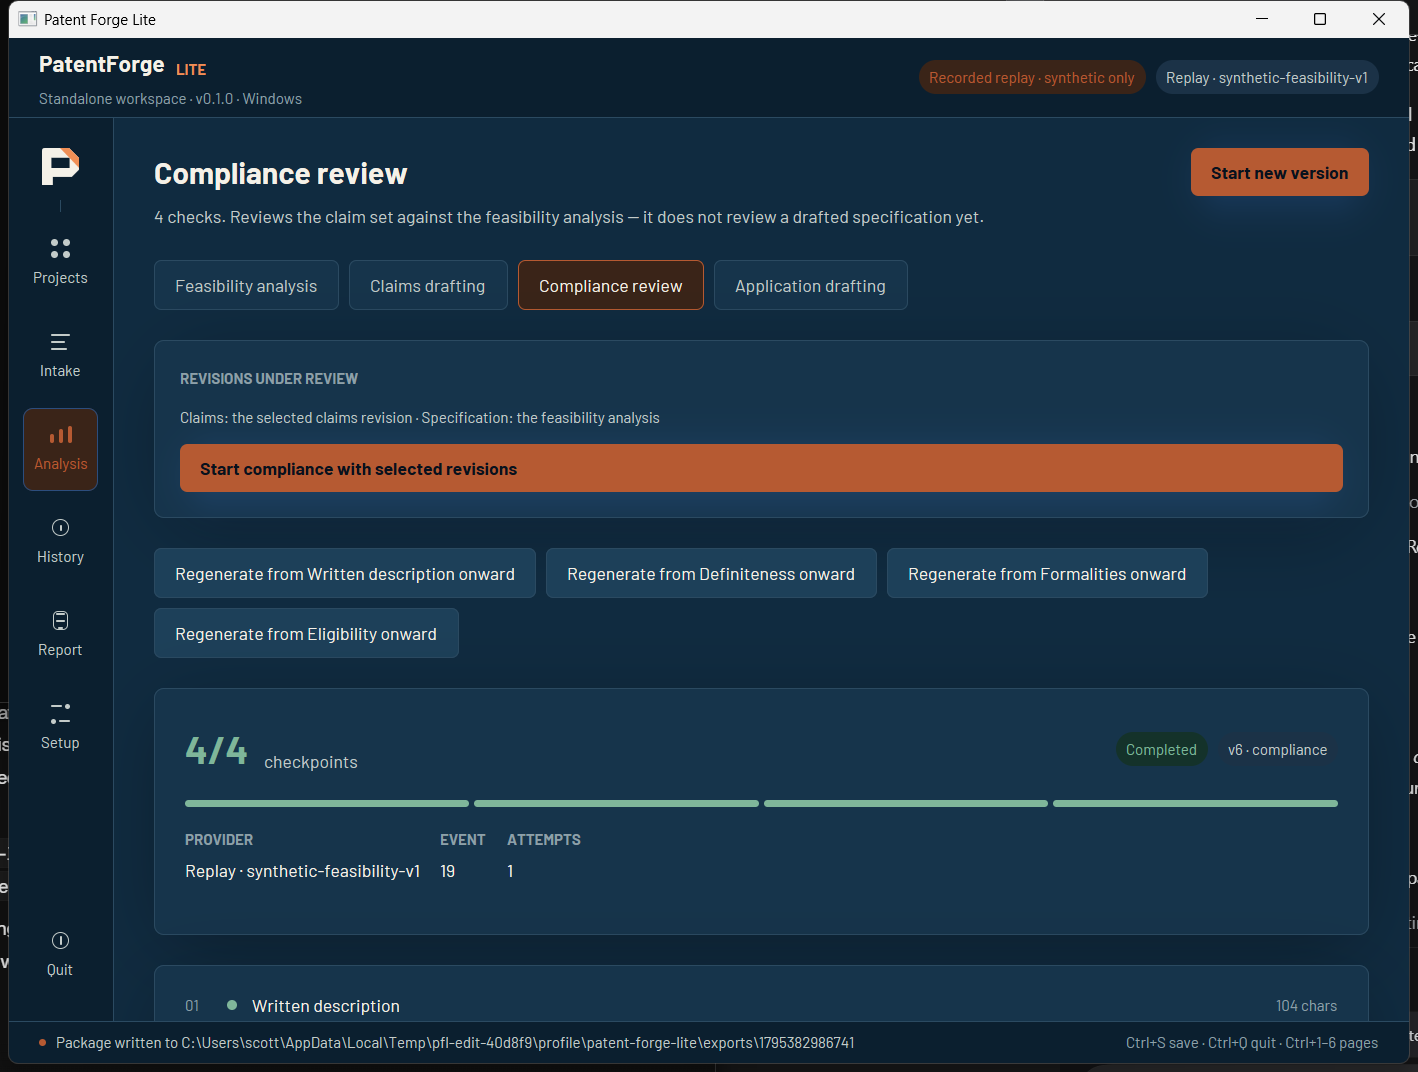 Patent Forge Lite
PatentForge LITE
Standalone workspace · v0.1.0 · Windows
Recorded replay · synthetic only
Replay · synthetic-feasibility-v1
Projects
Intake
Analysis
History
Report
Setup
Quit
Compliance review
Start new version
4 checks. Reviews the claim set against the feasibility analysis — it does not review a drafted specification yet.
Feasibility analysis
Claims drafting
Compliance review
Application drafting
REVISIONS UNDER REVIEW
Claims: the selected claims revision · Specification: the feasibility analysis
Start compliance with selected revisions
Regenerate from Written description onward
Regenerate from Definiteness onward
Regenerate from Formalities onward
Regenerate from Eligibility onward
4/4 checkpoints
Completed
v6 · compliance
PROVIDER EVENT ATTEMPTS
Replay · synthetic-feasibility-v1 19 1
01 Written description 104 chars
Package written to C:\Users\scott\AppData\Local\Temp\pfl-edit-40d8f9\profile\patent-forge-lite\exports\1795382986741
Ctrl+S save · Ctrl+Q quit · Ctrl+1–6 pages